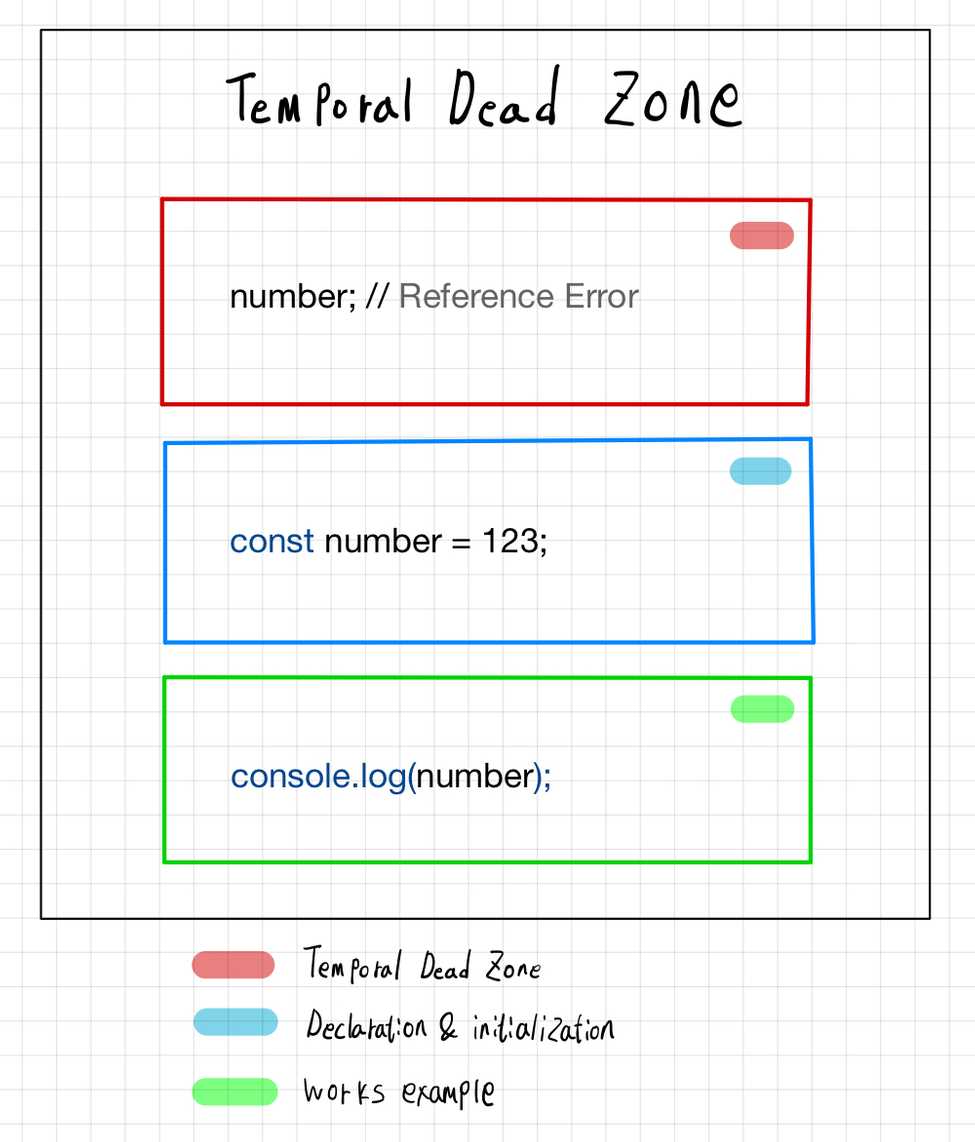 Temporal Dead Zone
number; // Reference Error
const number = 123;
console.log(number);
Temporal Dead Zone
Declaration & initialization
works example